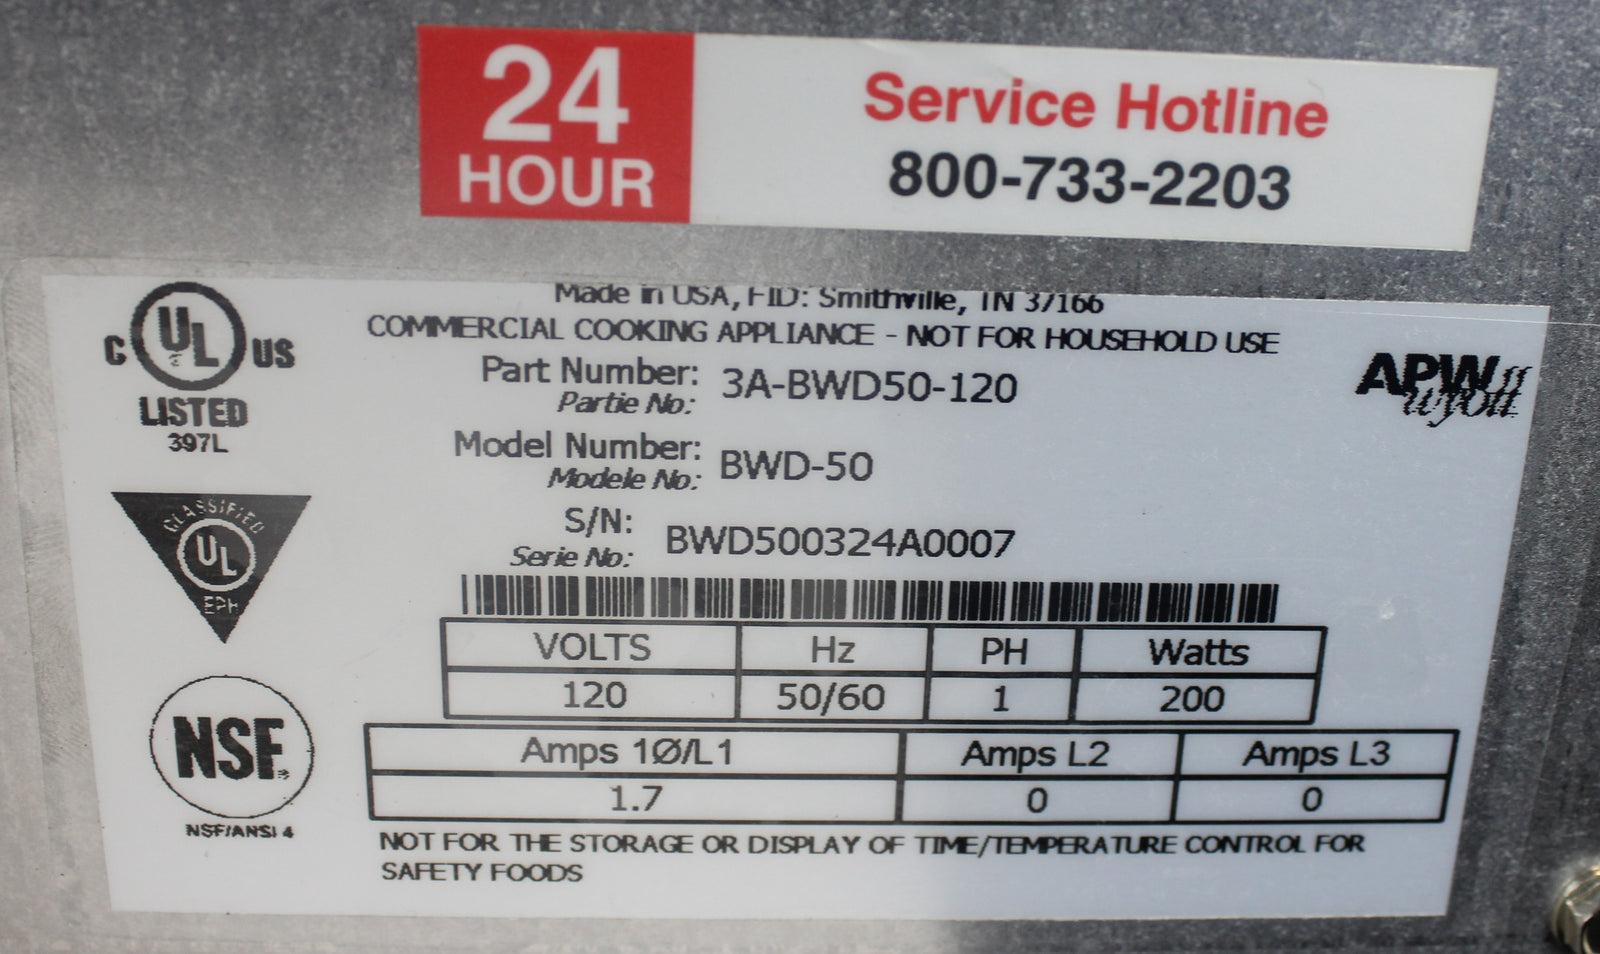 24
HOUR
Service Hotline
800-733-2203
Made in USA, FID: Smithville, TN 37166
COMMERCIAL COOKING APPLIANCE - NOT FOR HOUSEHOLD USE
C UL US
LISTED
397L
Part Number: 3A-BWD50-120
Partie No:
APW
wyott
Model Number: BWD-50
Modele No:
CLASSIFIED
UL
EPH
S/N: BWD500324A0007
Serie No:
VOLTS Hz PH Watts
120 50/60 1 200
NSF.
NSF/ANSI 4
Amps 1Ø/L1 Amps L2 Amps L3
1.7 0 0
NOT FOR THE STORAGE OR DISPLAY OF TIME/TEMPERATURE CONTROL FOR
SAFETY FOODS